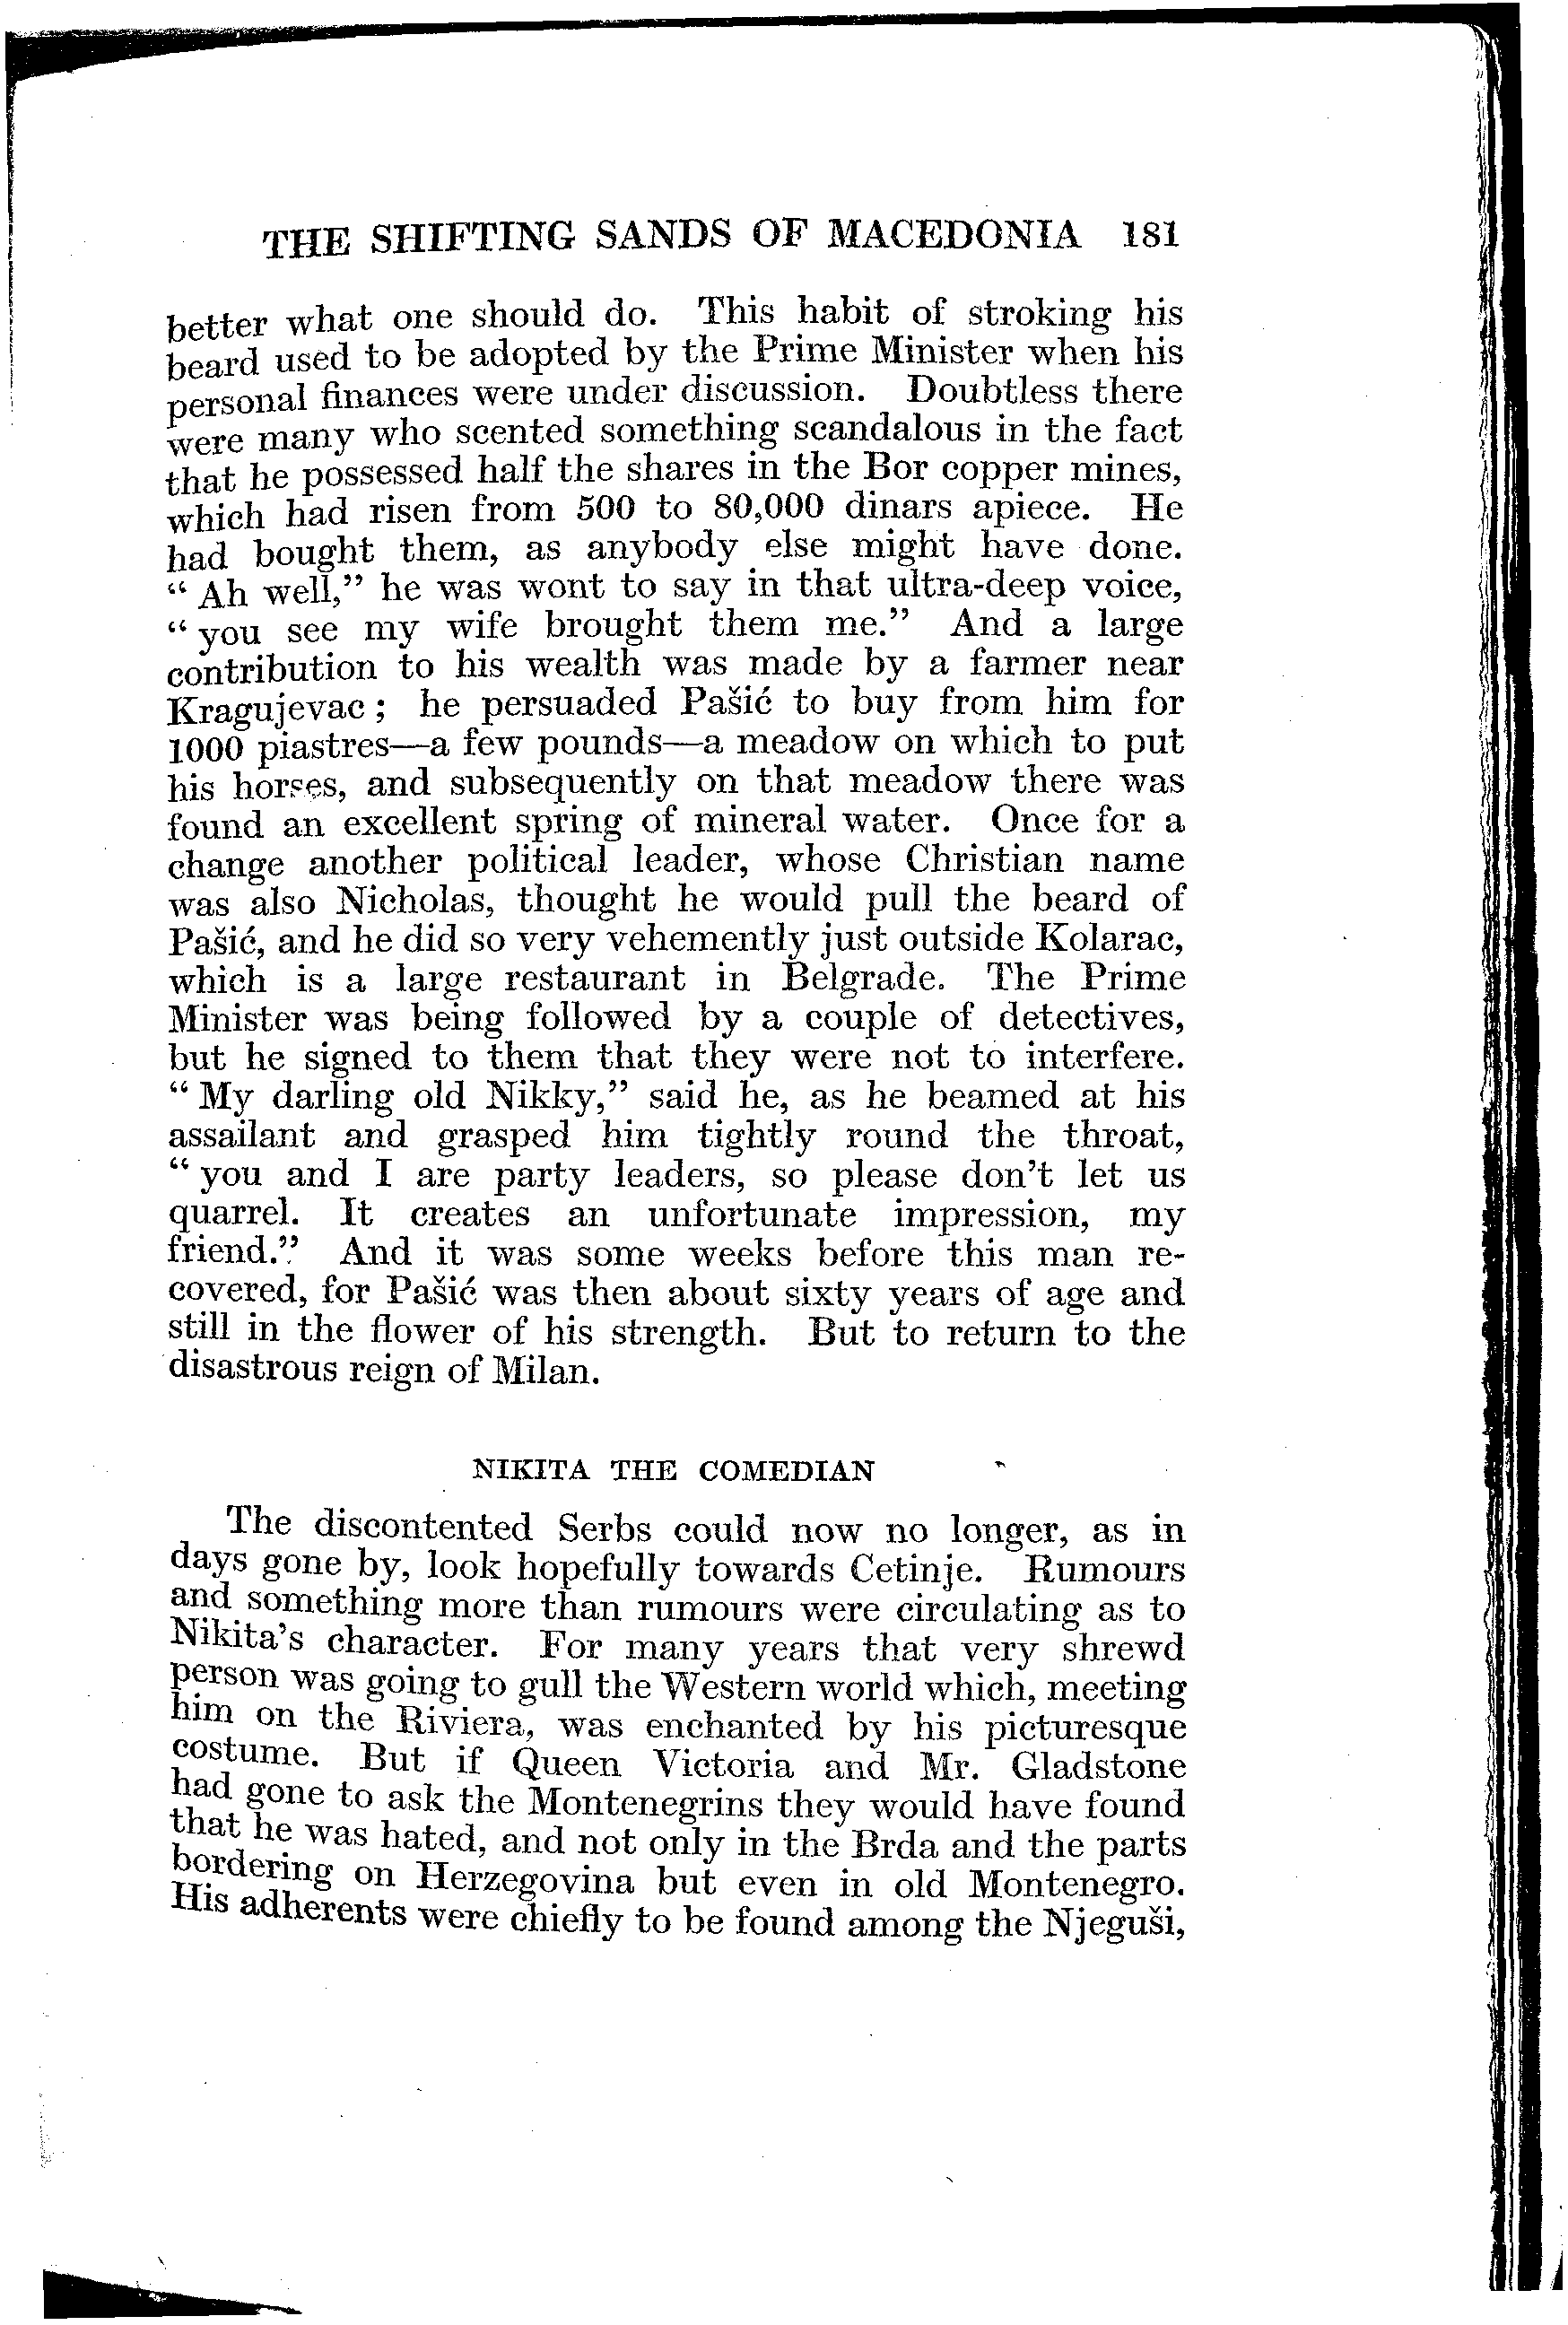 THE SHIFTING SANDS OF MACEDONIA 181
better what one should do. This habit of stroking his
beard used to be adopted by the Prime Minister when his
personal finances were under discussion. Doubtless there
were many who scented something scandalous in the fact
that he possessed half the shares in the Bor copper mines,
which had risen from 500 to 80,000 dinars apiece. He
had bought them, as anybody else might have done.
“ Ah well,” he was wont to say in that ultra-deep voice,
“ you see my wife brought them me.” And a large
contribution to his wealth was made by a farmer near
Kragujevac ; he persuaded Pašić to buy from him for
1000 piastres—a few pounds—a meadow on which to put
his horses, and subsequently on that meadow there was
found an excellent spring of mineral water. Once for a
change another political leader, whose Christian name
was also Nicholas, thought he would pull the beard of
Pašić, and he did so very vehemently just outside Kolarac,
which is a large restaurant in Belgrade. The Prime
Minister was being followed by a couple of detectives,
but he signed to them that they were not to interfere.
“ My darling old Nikky,” said he, as he beamed at his
assailant and grasped him tightly round the throat,
“ you and I are party leaders, so please don’t let us
quarrel. It creates an unfortunate impression, my
friend.” And it was some weeks before this man re-
covered, for Pašić was then about sixty years of age and
still in the flower of his strength. But to return to the
disastrous reign of Milan.
NIKITA THE COMEDIAN
The discontented Serbs could now no longer, as in
days gone by, look hopefully towards Cetinje. Rumours
and something more than rumours were circulating as to
Nikita’s character. For many years that very shrewd
person was going to gull the Western world which, meeting
him on the Riviera, was enchanted by his picturesque
costume. But if Queen Victoria and Mr. Gladstone
had gone to ask the Montenegrins they would have found
that he was hated, and not only in the Brda and the parts
bordering on Herzegovina but even in old Montenegro.
His adherents were chiefly to be found among the Njeguši,